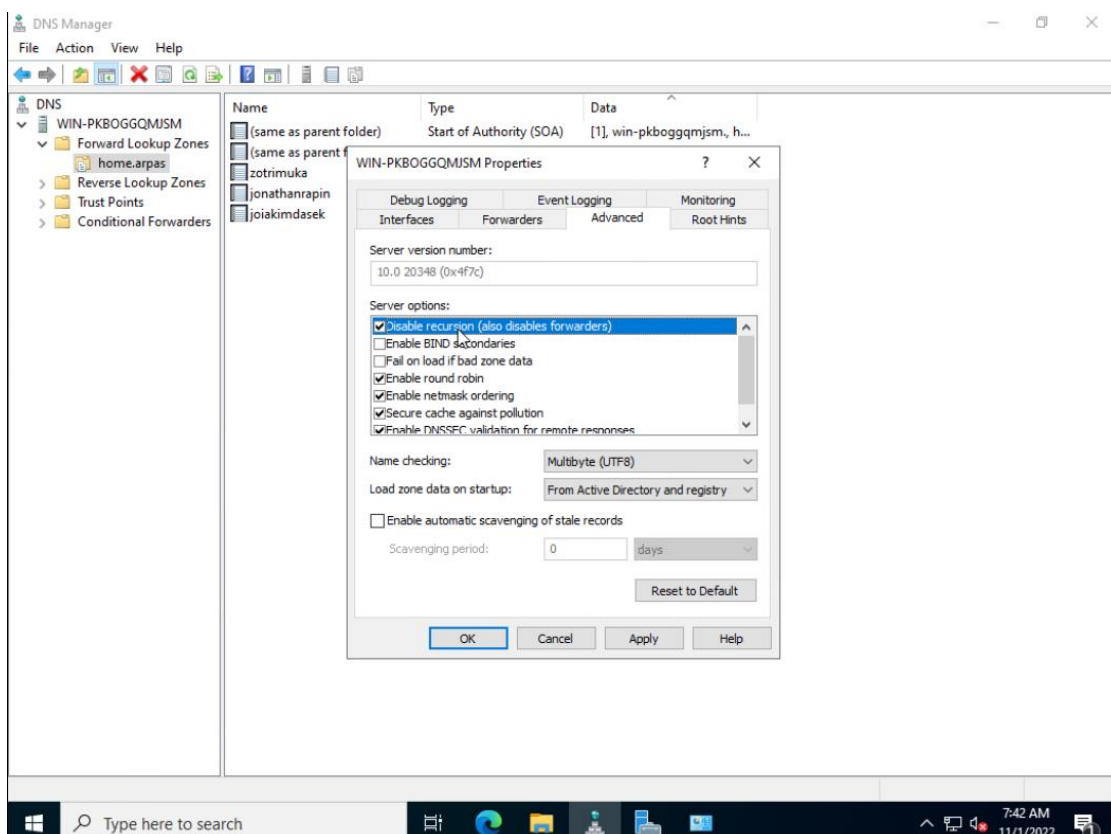 DNS Manager
File Action View Help
DNS
WIN-PKBOGGQMJSM
Forward Lookup Zones
home.arpas
Reverse Lookup Zones
Trust Points
Conditional Forwarders
Name Type Data
(same as parent folder) Start of Authority (SOA) [1], win-pkboggqmjsm., h...
(same as parent f
zotrimuka
jonathanrapin
joiakimdasek
WIN-PKBOGGQMJSM Properties ?
Debug Logging Event Logging Monitoring
Interfaces Forwarders Advanced Root Hints
Server version number:
10.0 20348 (0x4f7c)
Server options:
Disable recursion (also disables forwarders)
Enable BIND secondaries
Fail on load if bad zone data
Enable round robin
Enable netmask ordering
Secure cache against pollution
Enable DNSSEC validation for remote responses
Name checking: Multibyte (UTF8)
Load zone data on startup: From Active Directory and registry
Enable automatic scavenging of stale records
Scavenging period: 0 days
Reset to Default
OK Cancel Apply Help
Type here to search
7:42 AM
11/1/2022